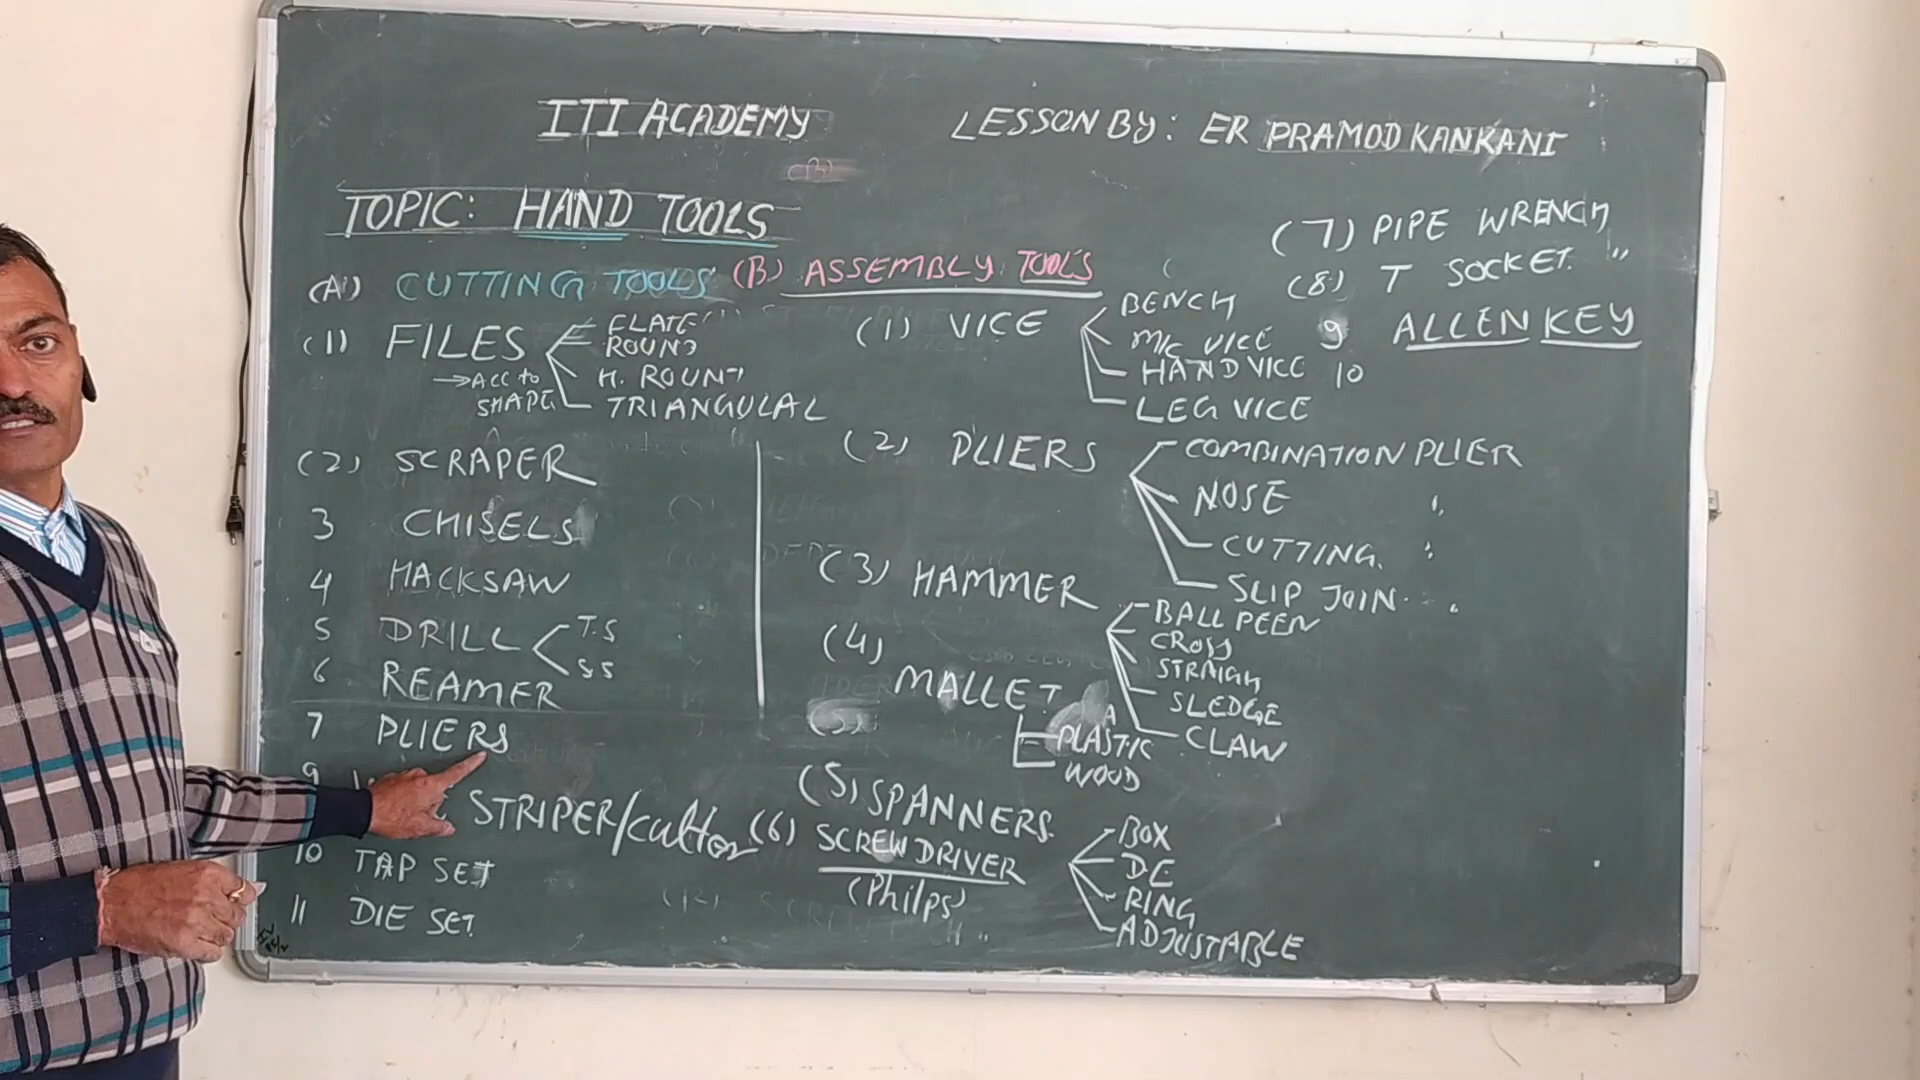 ITI ACADEMY
LESSON BY: ER PRAMOD KANKANI
TOPIC: HAND TOOLS
(A) CUTTING TOOLS
(1) FILES
FLATE
ROUND
H. ROUND
TRIANGULAL
→ACC to
SHAPE
(2) SCRAPER
3 CHISELS
4 HACKSAW
5 DRILL
T.S
SS
6 REAMER
7 PLIERS
9
STRIPER/cutter
10 TAP SET
11 DIE SET
(B) ASSEMBLY TOOLS
(1) VICE
BENCH
M/C VICE
HAND VICE
LEG VICE
(2) PLIERS
COMBINATION PLIER
NOSE "
CUTTING "
SLIP JOIN "
(3) HAMMER
BALL PEEN
CROSS
STRAIGH
SLEDGE
CLAW
(4)
MALLET
PLASTIC
WOOD
(5) SPANNERS
(6) SCREW DRIVER
(Philps)
BOX
DE
RING
ADJUSTABLE
(7) PIPE WRENCH
(8) T SOCKET "
9 ALLEN KEY
10